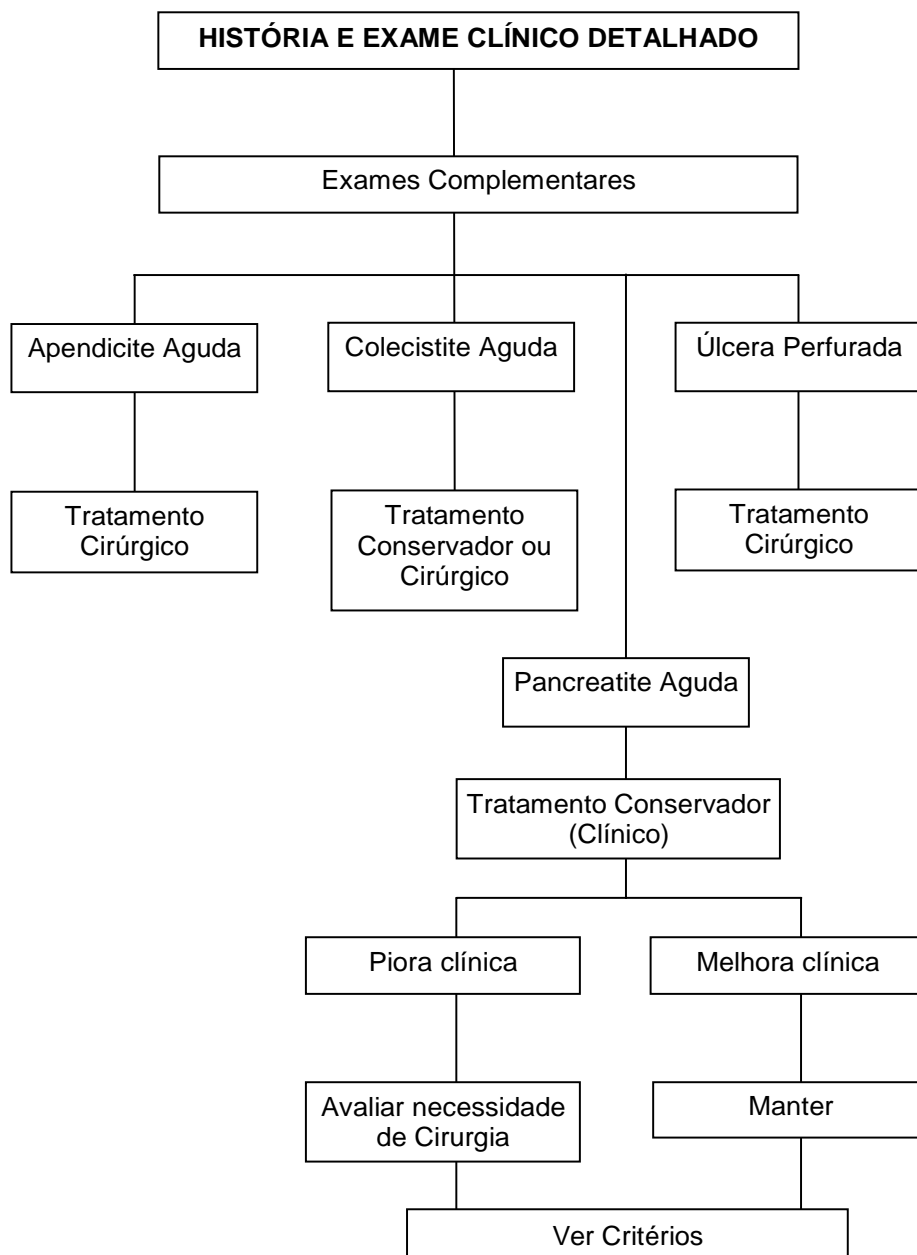 HISTÓRIA E EXAME CLÍNICO DETALHADO
Exames Complementares
Apendicite Aguda
Colecistite Aguda
Úlcera Perfurada
Tratamento
Cirúrgico
Tratamento
Conservador ou
Cirúrgico
Tratamento
Cirúrgico
Pancreatite Aguda
Tratamento Conservador
(Clínico)
Piora clínica
Melhora clínica
Avaliar necessidade
de Cirurgia
Manter
Ver Critérios